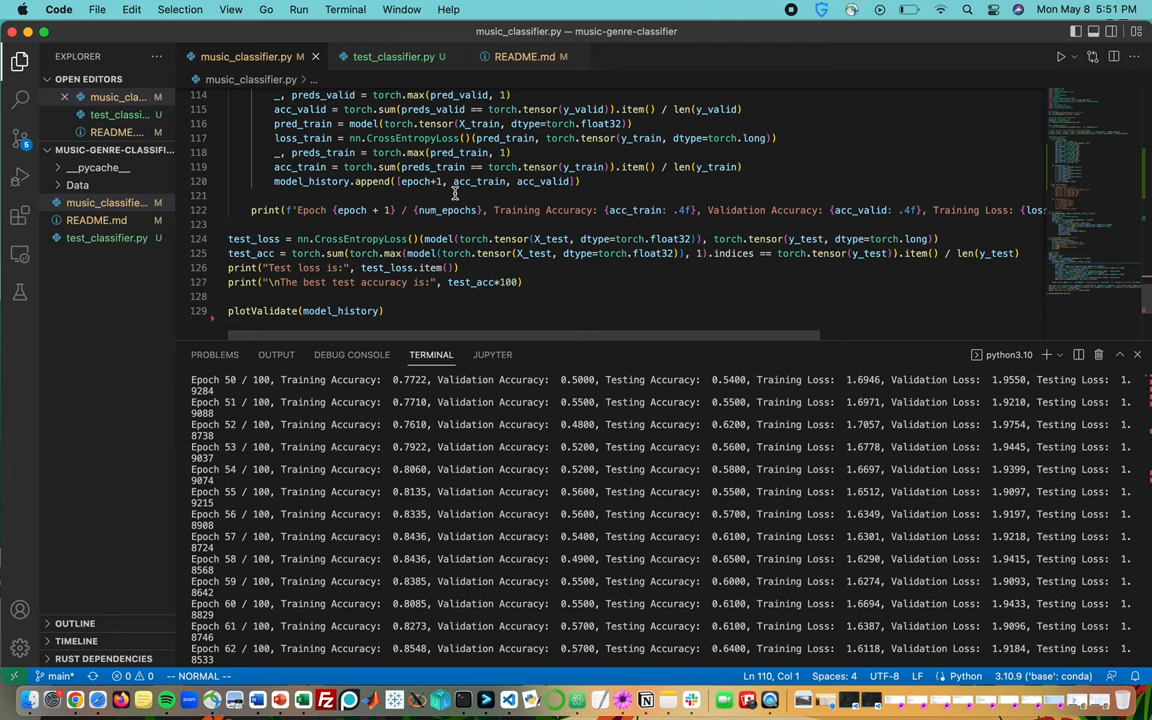 Code File Edit Selection View Go Run Terminal Window Help Mon May 8 5:51 PM
music_classifier.py — music-genre-classifier
EXPLORER
music_classifier.py M
test_classifier.py U
README.md M
OPEN EDITORS
music_classifier.py > ...
music_cla... M
test_classi... U
README.... M
MUSIC-GENRE-CLASSIFI...
__pycache__
Data
music_classifie... M
README.md M
test_classifier.py U
114 _, preds_valid = torch.max(pred_valid, 1)
115 acc_valid = torch.sum(preds_valid == torch.tensor(y_valid)).item() / len(y_valid)
116 pred_train = model(torch.tensor(X_train, dtype=torch.float32))
117 loss_train = nn.CrossEntropyLoss()(pred_train, torch.tensor(y_train, dtype=torch.long))
118 _, preds_train = torch.max(pred_train, 1)
119 acc_train = torch.sum(preds_train == torch.tensor(y_train)).item() / len(y_train)
120 model_history.append([epoch+1, acc_train, acc_valid])
121
122 print(f'Epoch {epoch + 1} / {num_epochs}, Training Accuracy: {acc_train: .4f}, Validation Accuracy: {acc_valid: .4f}, Training Loss: {loss
123
124 test_loss = nn.CrossEntropyLoss()(model(torch.tensor(X_test, dtype=torch.float32)), torch.tensor(y_test, dtype=torch.long))
125 test_acc = torch.sum(torch.max(model(torch.tensor(X_test, dtype=torch.float32)), 1).indices == torch.tensor(y_test)).item() / len(y_test)
126 print("Test loss is:", test_loss.item())
127 print("\nThe best test accuracy is:", test_acc*100)
128
129 plotValidate(model_history)
PROBLEMS OUTPUT DEBUG CONSOLE TERMINAL JUPYTER python3.10
Epoch 50 / 100, Training Accuracy: 0.7722, Validation Accuracy: 0.5000, Testing Accuracy: 0.5400, Training Loss: 1.6946, Validation Loss: 1.9550, Testing Loss: 1.
9284
Epoch 51 / 100, Training Accuracy: 0.7710, Validation Accuracy: 0.5500, Testing Accuracy: 0.5500, Training Loss: 1.6971, Validation Loss: 1.9210, Testing Loss: 1.
9088
Epoch 52 / 100, Training Accuracy: 0.7610, Validation Accuracy: 0.4800, Testing Accuracy: 0.6200, Training Loss: 1.7057, Validation Loss: 1.9754, Testing Loss: 1.
8738
Epoch 53 / 100, Training Accuracy: 0.7922, Validation Accuracy: 0.5200, Testing Accuracy: 0.5600, Training Loss: 1.6778, Validation Loss: 1.9445, Testing Loss: 1.
9037
Epoch 54 / 100, Training Accuracy: 0.8060, Validation Accuracy: 0.5200, Testing Accuracy: 0.5800, Training Loss: 1.6697, Validation Loss: 1.9399, Testing Loss: 1.
9074
Epoch 55 / 100, Training Accuracy: 0.8135, Validation Accuracy: 0.5600, Testing Accuracy: 0.5500, Training Loss: 1.6512, Validation Loss: 1.9097, Testing Loss: 1.
9215
Epoch 56 / 100, Training Accuracy: 0.8335, Validation Accuracy: 0.5600, Testing Accuracy: 0.5700, Training Loss: 1.6349, Validation Loss: 1.9197, Testing Loss: 1.
8908
Epoch 57 / 100, Training Accuracy: 0.8436, Validation Accuracy: 0.5400, Testing Accuracy: 0.6100, Training Loss: 1.6301, Validation Loss: 1.9218, Testing Loss: 1.
8724
Epoch 58 / 100, Training Accuracy: 0.8436, Validation Accuracy: 0.4900, Testing Accuracy: 0.6500, Training Loss: 1.6290, Validation Loss: 1.9415, Testing Loss: 1.
8568
Epoch 59 / 100, Training Accuracy: 0.8385, Validation Accuracy: 0.5500, Testing Accuracy: 0.6000, Training Loss: 1.6274, Validation Loss: 1.9093, Testing Loss: 1.
8642
Epoch 60 / 100, Training Accuracy: 0.8085, Validation Accuracy: 0.5500, Testing Accuracy: 0.6100, Training Loss: 1.6694, Validation Loss: 1.9433, Testing Loss: 1.
8829
Epoch 61 / 100, Training Accuracy: 0.8273, Validation Accuracy: 0.5700, Testing Accuracy: 0.6100, Training Loss: 1.6387, Validation Loss: 1.9096, Testing Loss: 1.
8746
Epoch 62 / 100, Training Accuracy: 0.8548, Validation Accuracy: 0.5700, Testing Accuracy: 0.6400, Training Loss: 1.6118, Validation Loss: 1.9184, Testing Loss: 1.
8533
OUTLINE
TIMELINE
RUST DEPENDENCIES
main* 0 0 -- NORMAL -- Ln 110, Col 1 Spaces: 4 UTF-8 LF Python 3.10.9 ('base': conda)